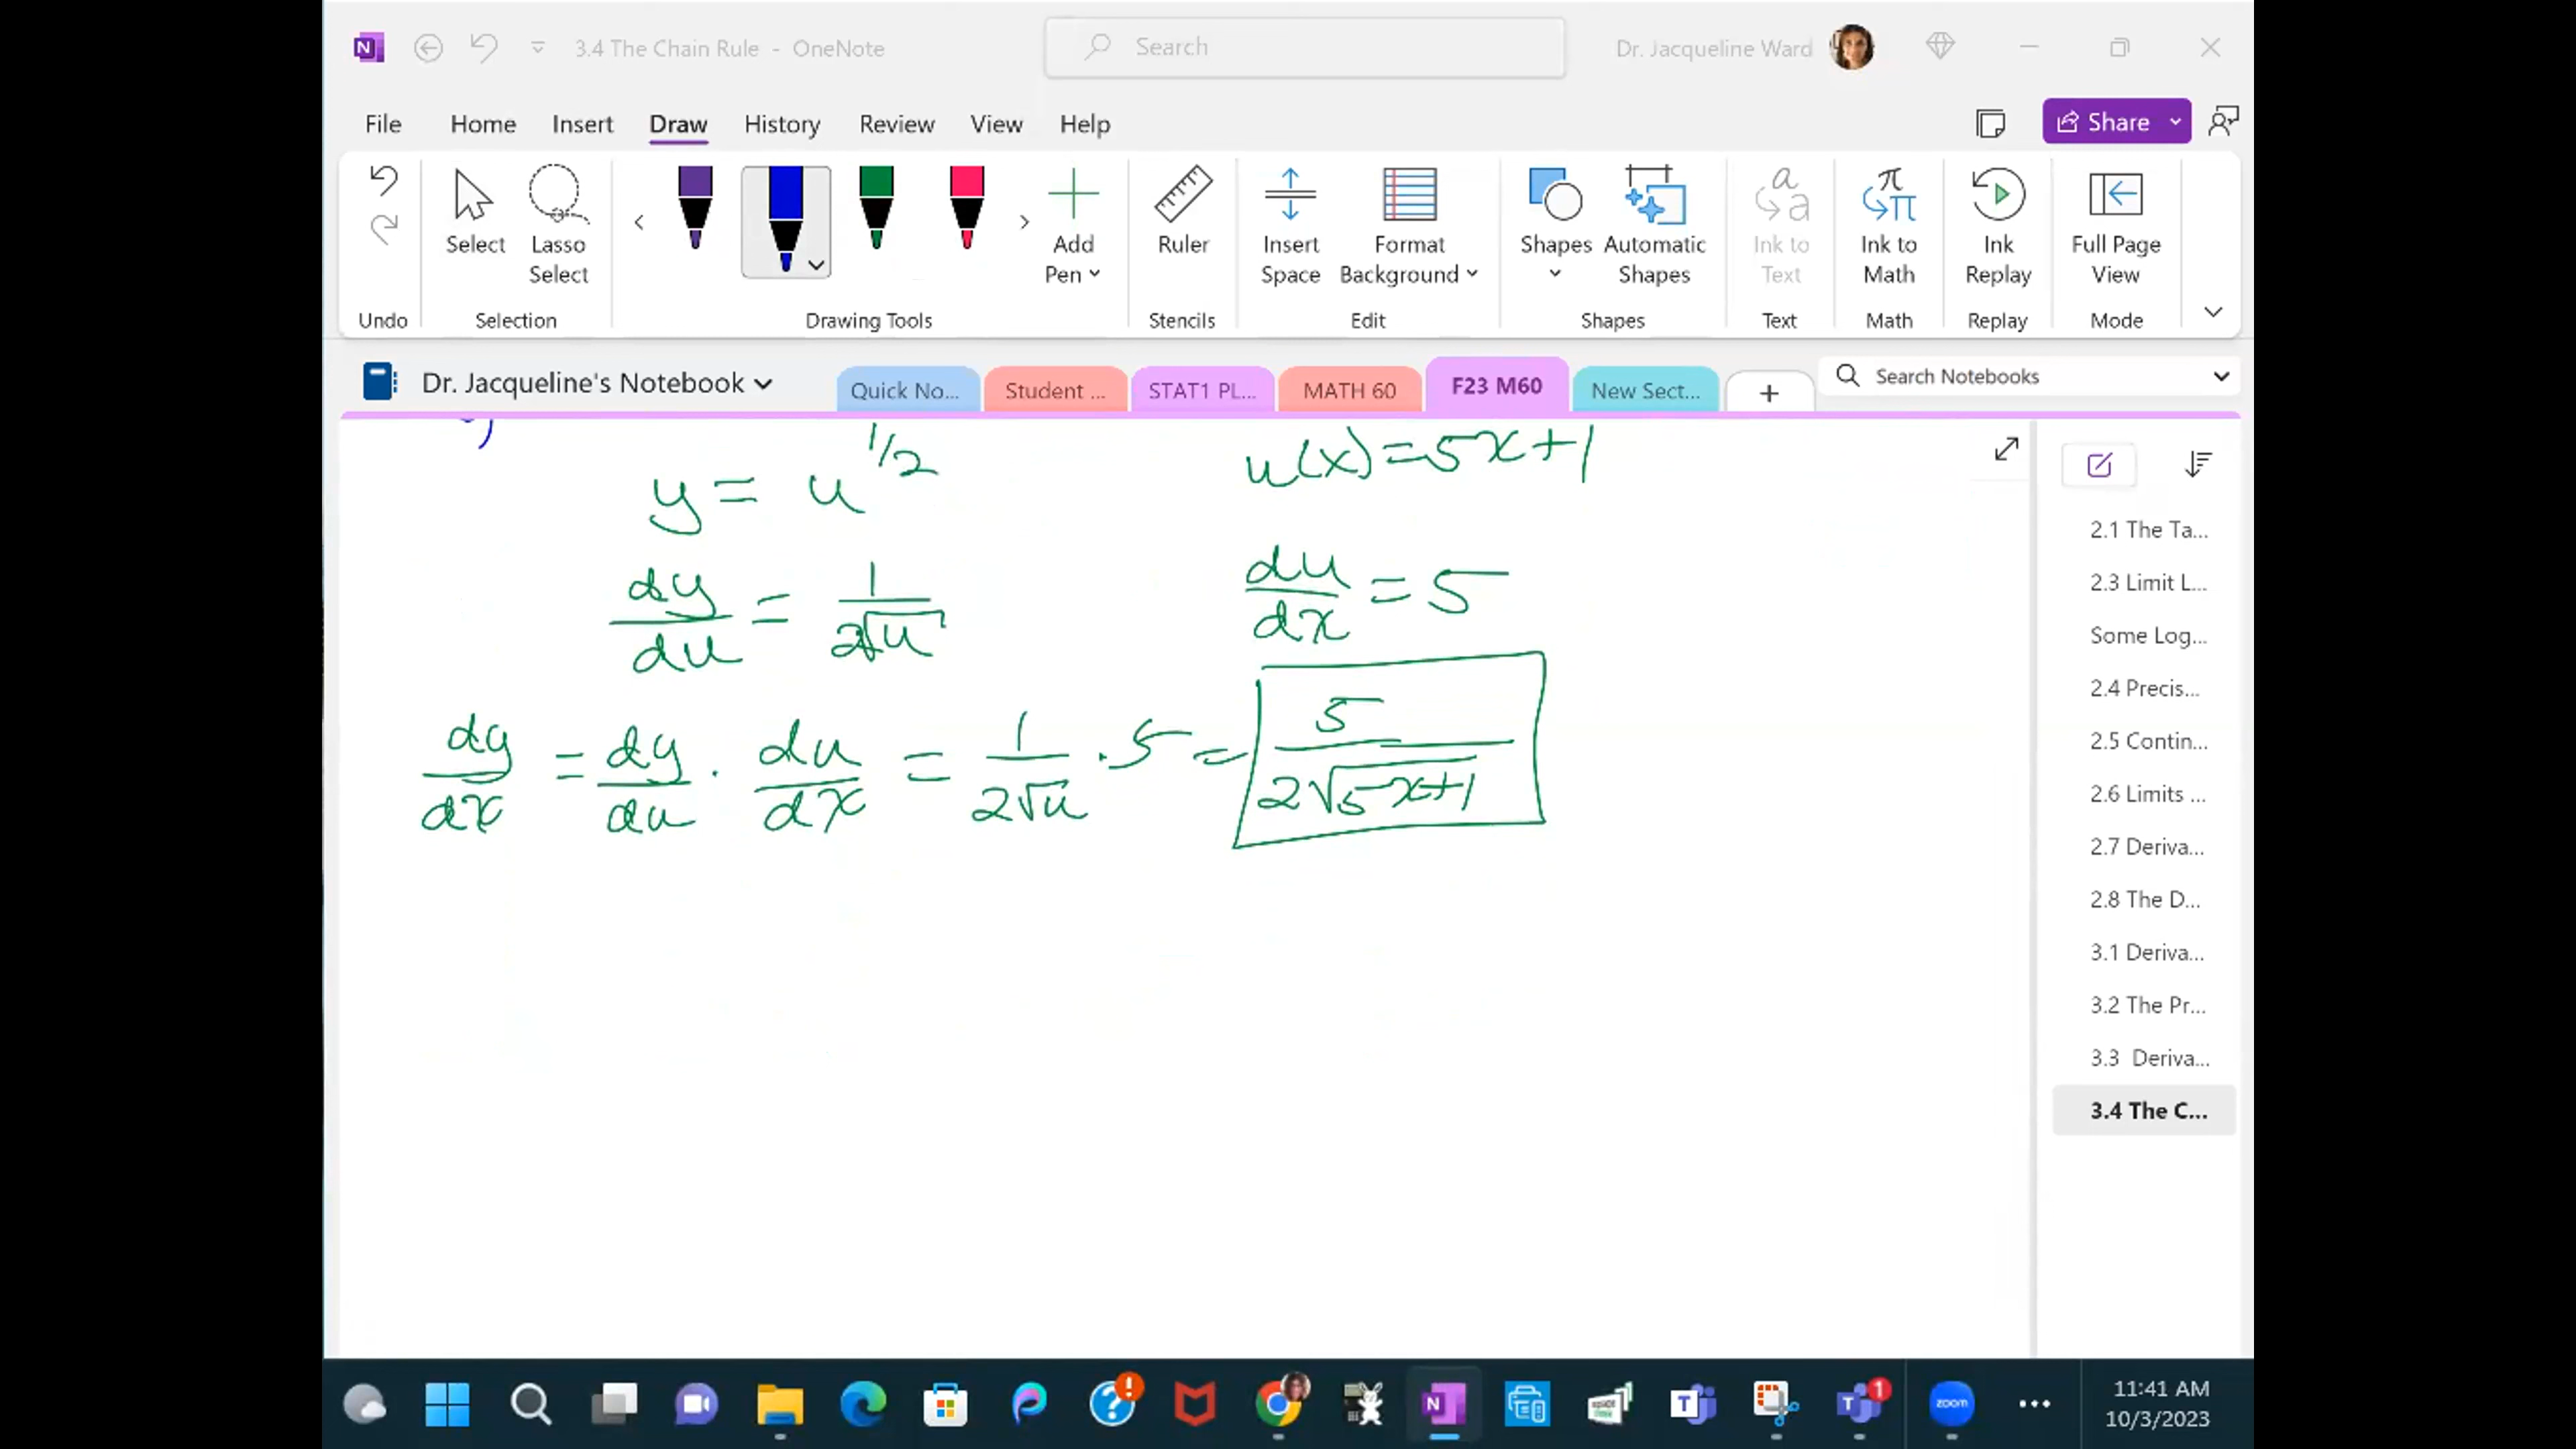 3.4 The Chain Rule - OneNote
Search
Dr. Jacqueline Ward
File Home Insert Draw History Review View Help
Share
Select
Lasso Select
Add Pen
Ruler
Insert Space
Format Background
Shapes
Automatic Shapes
Ink to Text
Ink to Math
Ink Replay
Full Page View
Undo Selection Drawing Tools Stencils Edit Shapes Text Math Replay Mode
Dr. Jacqueline's Notebook
Quick No... Student ... STAT1 PL... MATH 60 F23 M60 New Sect... +
Search Notebooks
y = u^{1/2}
u(x) = 5x+1
dy/du = 1/(2√u)
du/dx = 5
dy/dx = dy/du · du/dx = 1/(2√u) · 5 = 5/(2√(5x+1))
2.1 The Ta...
2.3 Limit L...
Some Log...
2.4 Precis...
2.5 Contin...
2.6 Limits ...
2.7 Deriva...
2.8 The D...
3.1 Deriva...
3.2 The Pr...
3.3 Deriva...
3.4 The C...
zoom
1
11:41 AM
10/3/2023